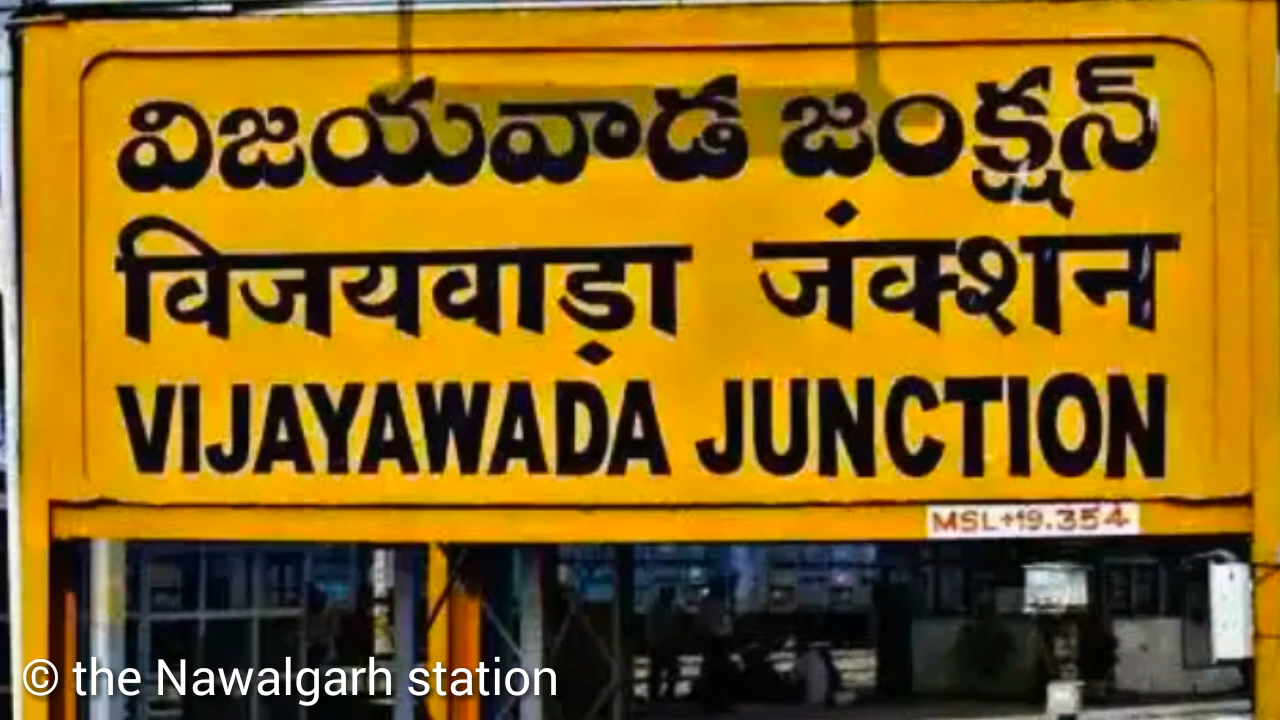 విజయవాడ జంక్షన్
विजयवाड़ा जंक्शन
VIJAYAWADA JUNCTION
MSL+19.354
© the Nawalgarh station